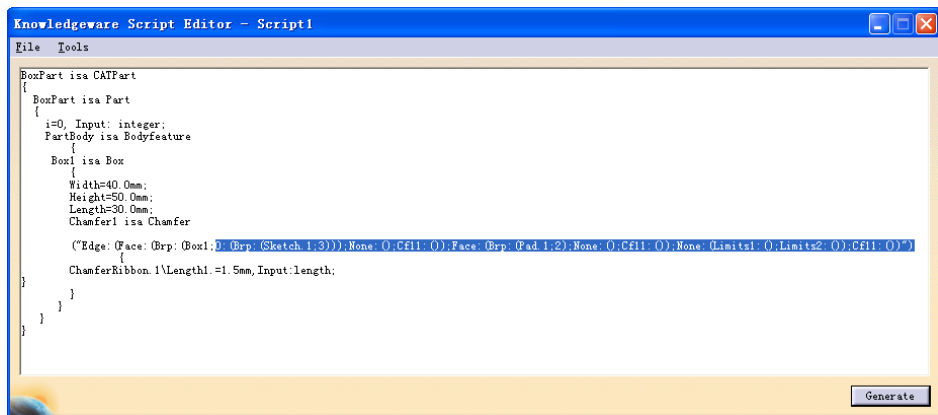 Knowledgeware Script Editor - Script1
File Tools
BoxPart isa CATPart
{
BoxPart isa Part
{
i=0, Input: integer;
PartBody isa Bodyfeature
{
Box1 isa Box
{
Width=40.0mm;
Height=50.0mm;
Length=30.0mm;
Chamfer1 isa Chamfer
("Edge:(Face:(Brp:(Box1;0:(Brp:(Sketch.1;3)));None:();Cf11:());Face:(Brp:(Pad.1;2);None:();Cf11:());None:(Limits1:();Limits2:());Cf11:())")
{
ChamferRibbon.1\Length1.=1.5mm,Input:length;
}
}
}
}
}
Generate